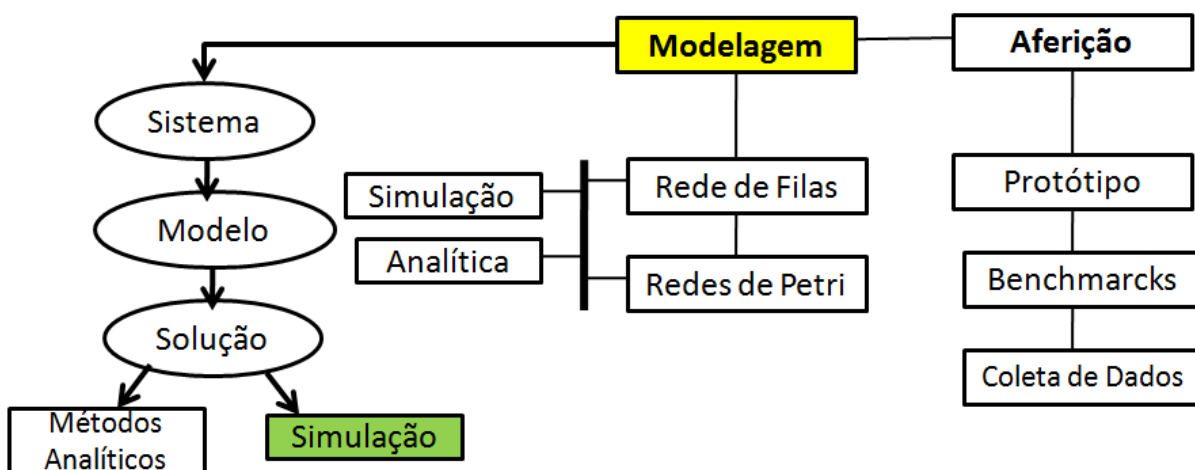 Modelagem
Aferição
Sistema
Simulação
Rede de Filas
Protótipo
Modelo
Analítica
Redes de Petri
Benchmarcks
Solução
Coleta de Dados
Métodos
Analíticos
Simulação